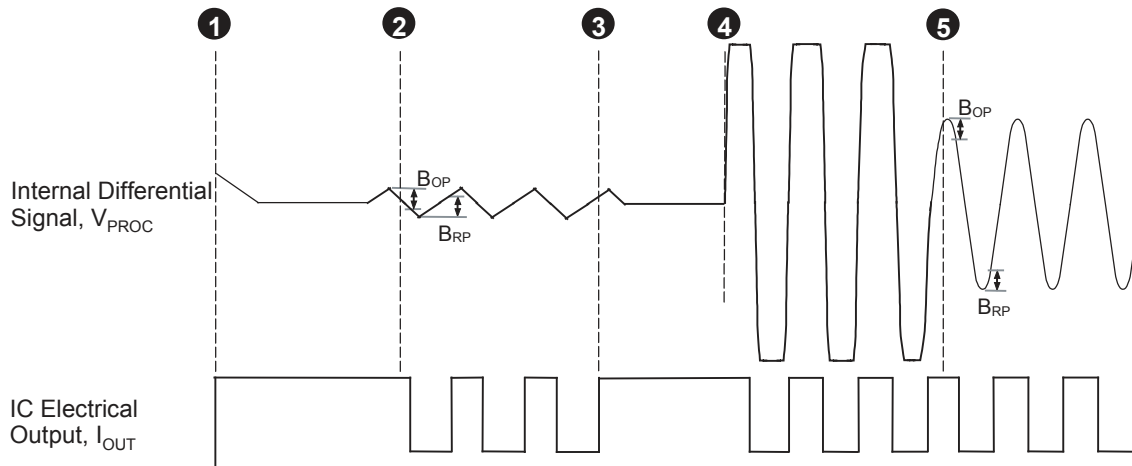 1 2 3 4 5
BOP
BOP
Internal Differential
Signal, VPROC
BRP
BRP
IC Electrical
Output, IOUT